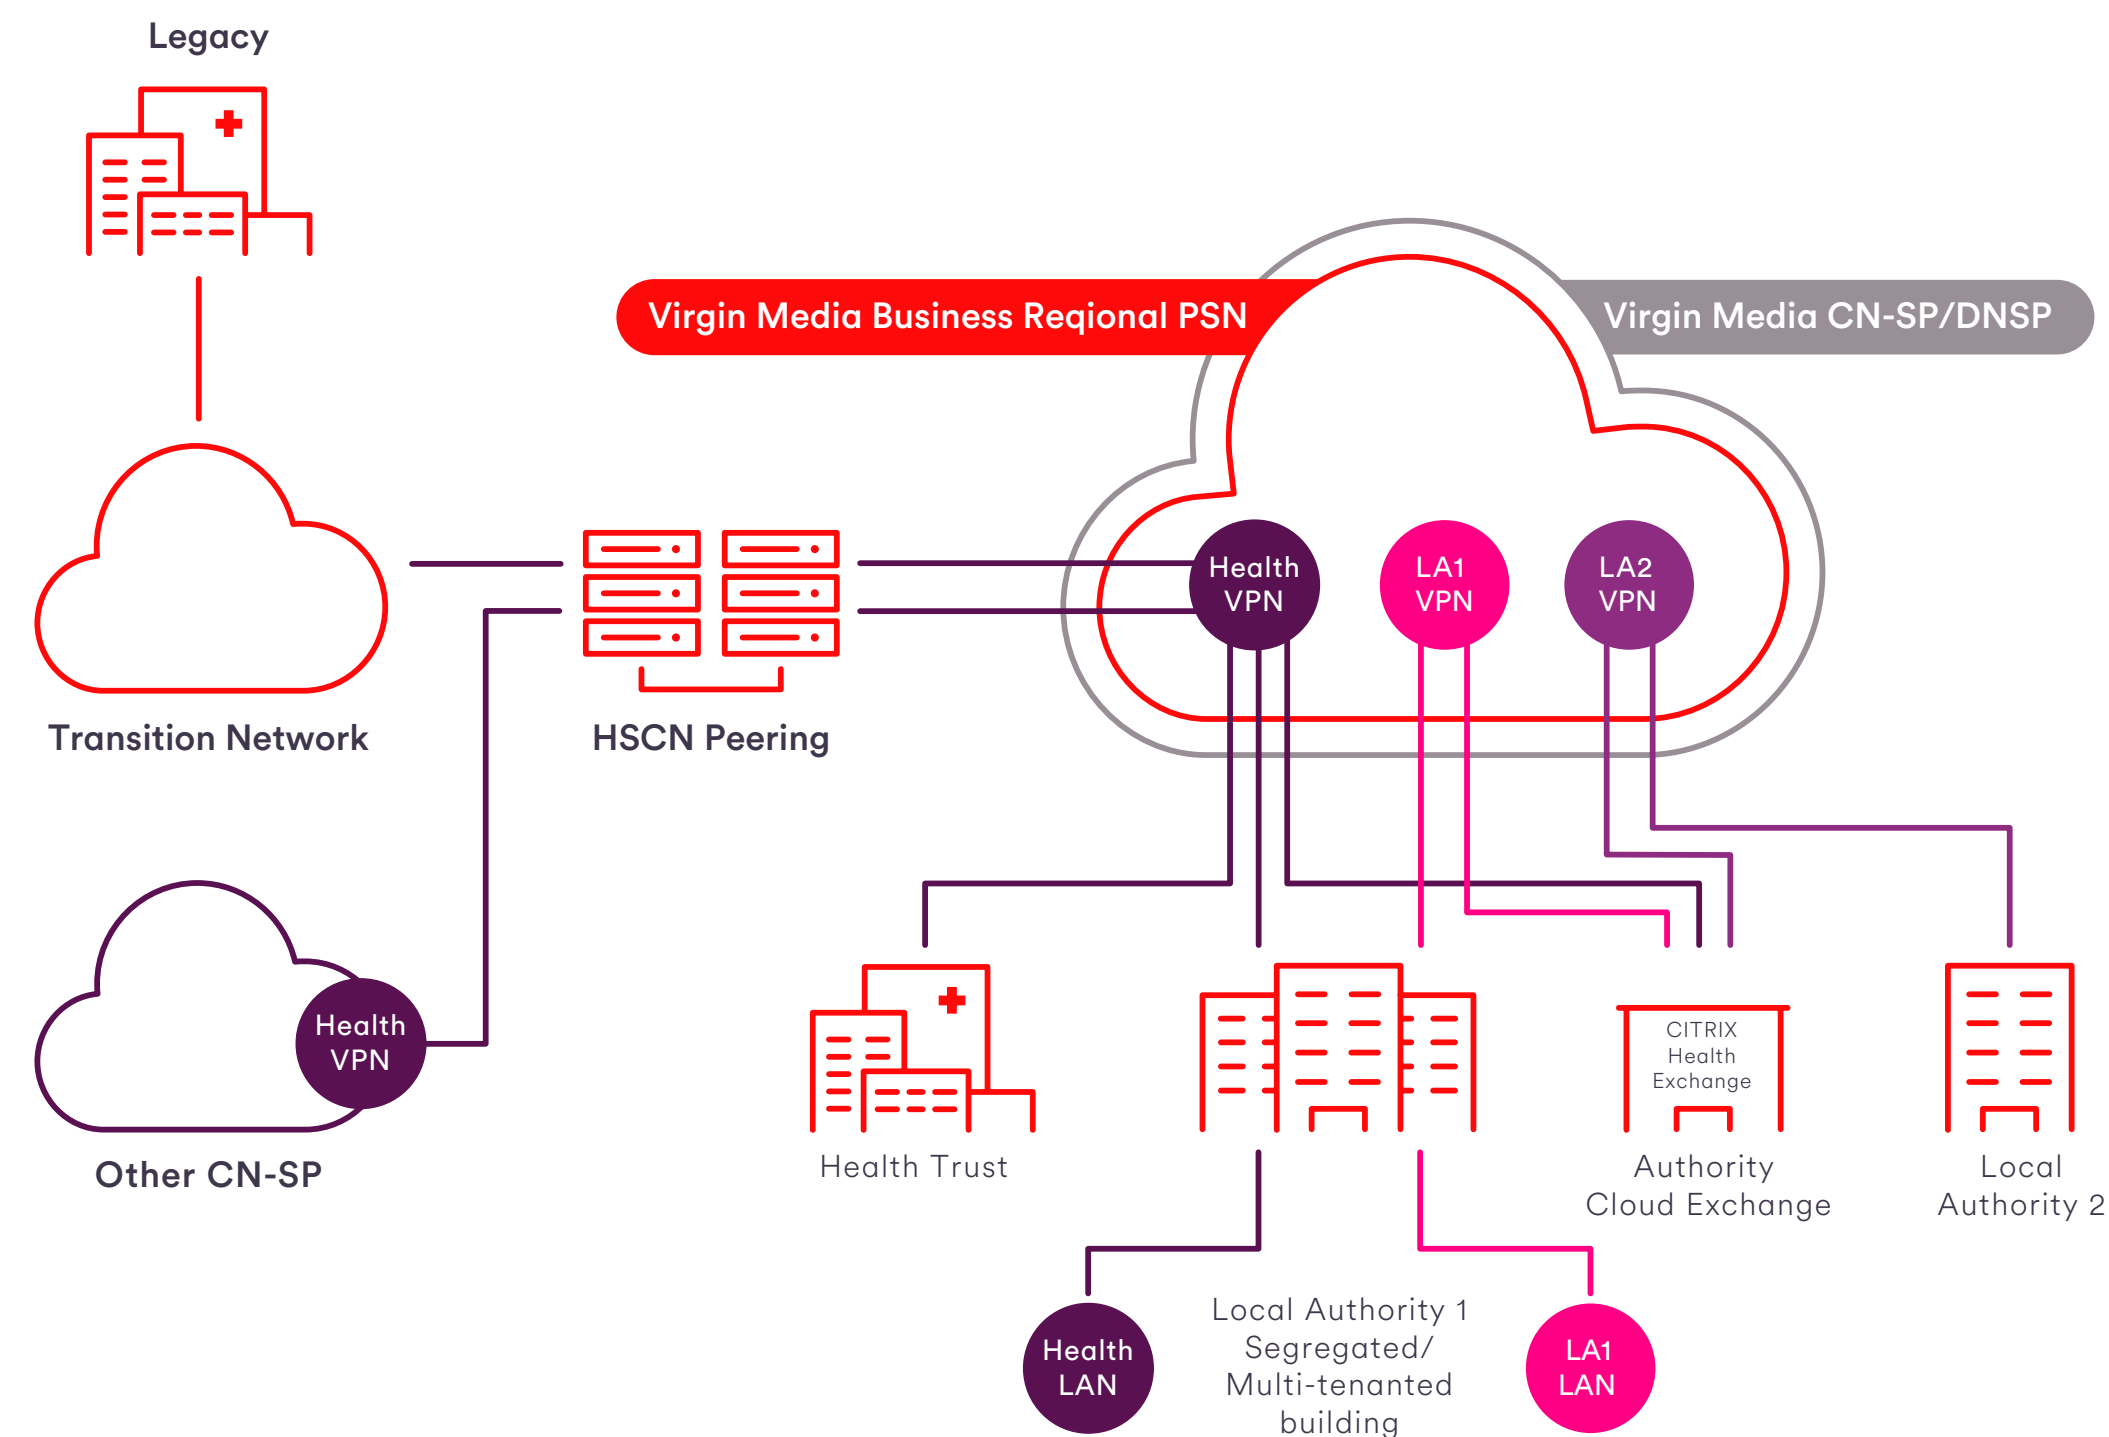 Legacy
Virgin Media Business Reqional PSN
Virgin Media CN-SP/DNSP
Health
VPN
LA1
VPN
LA2
VPN
Transition Network
HSCN Peering
Health
VPN
Other CN-SP
CITRIX
Health
Exchange
Health Trust
Authority
Cloud Exchange
Local
Authority 2
Health
LAN
Local Authority 1
Segregated/
Multi-tenanted
building
LA1
LAN